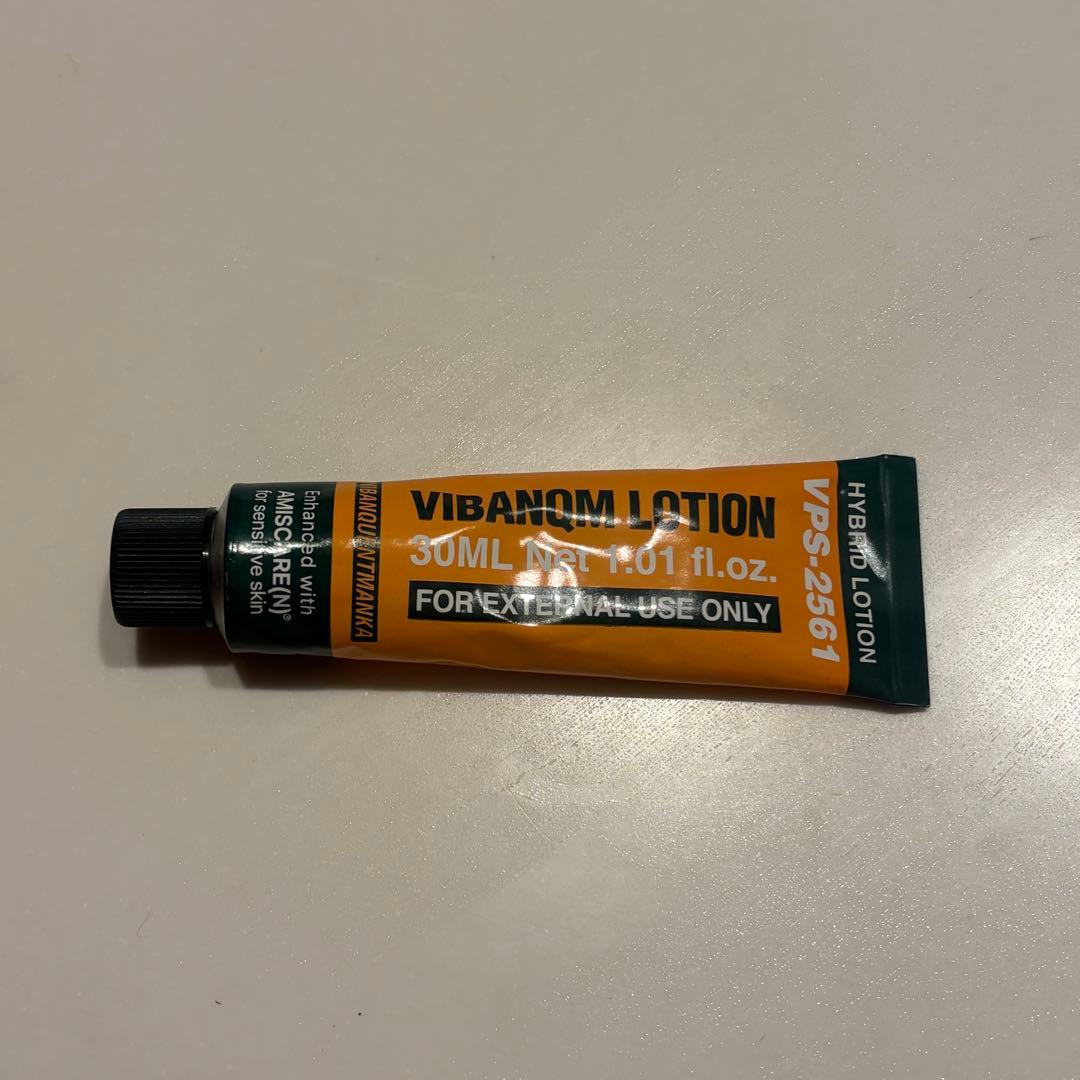 Enhanced with
AMISCARE(N)®
for sensitive skin
VIBANQUANTMANKA
VIBANQM LOTION
30ML Net 1.01 fl.oz.
FOR EXTERNAL USE ONLY
VPS-2561
HYBRID LOTION